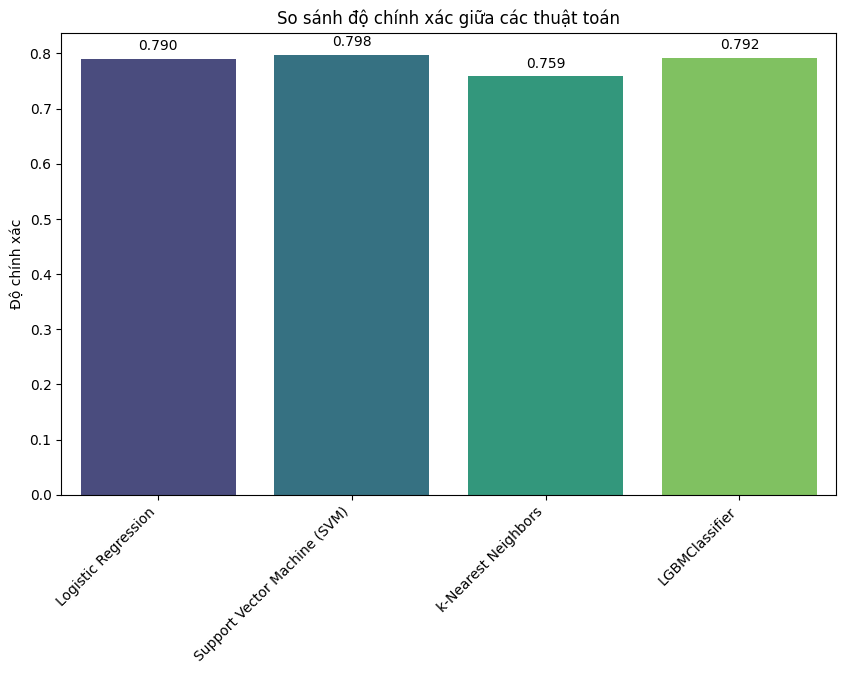 So sánh độ chính xác giữa các thuật toán
0.790
0.798
0.759
0.792
Độ chính xác
0.8
0.7
0.6
0.5
0.4
0.3
0.2
0.1
0.0
Logistic Regression
Support Vector Machine (SVM)
k-Nearest Neighbors
LGBMClassifier